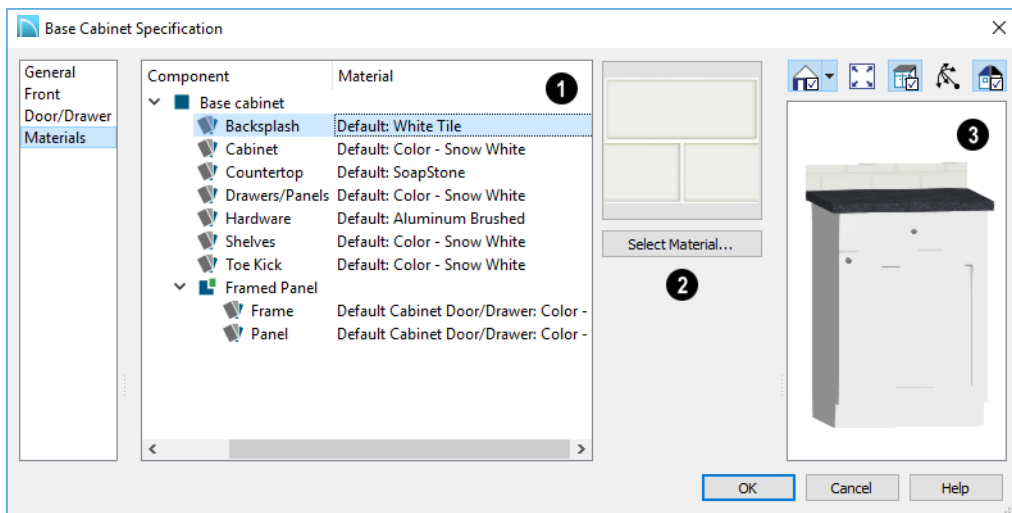 Base Cabinet Specification
General
Front
Door/Drawer
Materials
Component Material
1
Base cabinet
Backsplash Default: White Tile
Cabinet Default: Color - Snow White
Countertop Default: SoapStone
Drawers/Panels Default: Color - Snow White
Hardware Default: Aluminum Brushed
Shelves Default: Color - Snow White
Toe Kick Default: Color - Snow White
Framed Panel
Frame Default Cabinet Door/Drawer: Color -
Panel Default Cabinet Door/Drawer: Color -
Select Material...
2
3
OK Cancel Help